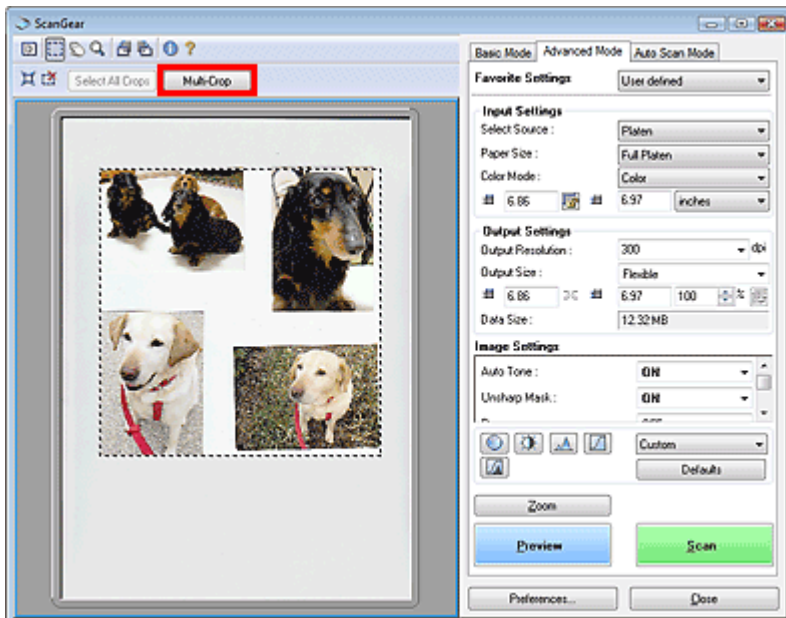 ScanGear
Select All Crops Multi-Crop
Basic Mode Advanced Mode Auto Scan Mode
Favorite Settings User defined
Input Settings
Select Source : Platen
Paper Size : Full Platen
Color Mode : Color
6.86 6.97 inches
Output Settings
Output Resolution : 300 dpi
Output Size : Flexible
6.86 6.97 100 %
Data Size : 12.32 MB
Image Settings
Auto Tone : ON
Unsharp Mask : ON
Custom
Defaults
Zoom
Preview Scan
Preferences... Close